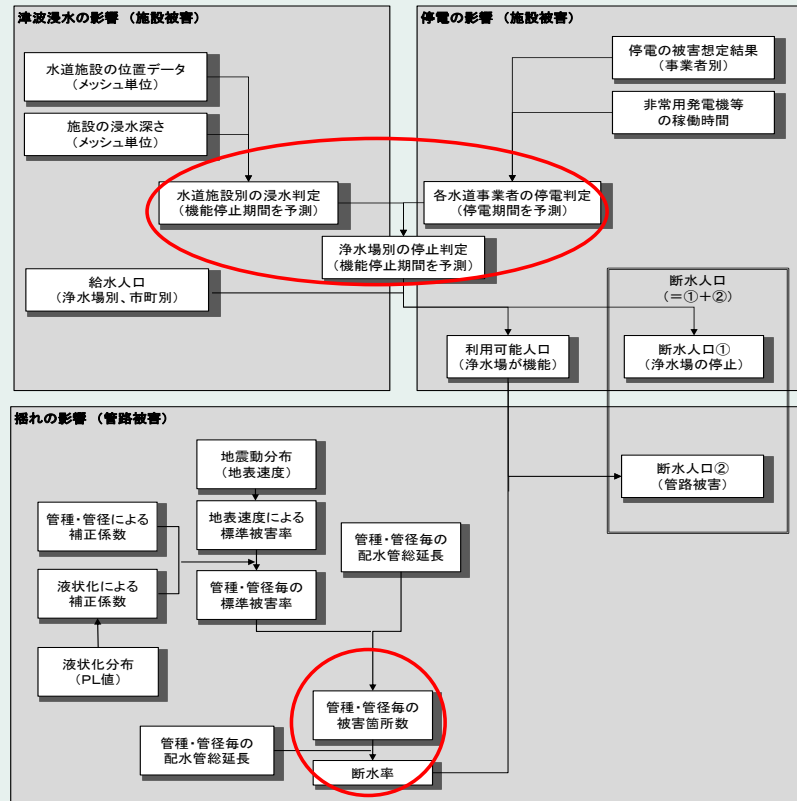 津波浸水の影響（施設被害）
水道施設の位置データ
（メッシュ単位）
施設の浸水深さ
（メッシュ単位）
水道施設別の浸水判定
（機能停止期間を予測）
停電の影響（施設被害）
停電の被害想定結果
（事業者別）
非常用発電機等
の稼働時間
各水道事業者の停電判定
（停電期間を予測）
浄水場別の停止判定
（機能停止期間を予測）
給水人口
（浄水場別、市町別）
断水人口
（＝①＋②）
利用可能人口
（浄水場が機能）
断水人口①
（浄水場の停止）
断水人口②
（管路被害）
揺れの影響（管路被害）
地震動分布
（地表速度）
管種・管径による
補正係数
地表速度による
標準被害率
管種・管径毎の
配水管総延長
液状化による
補正係数
管種・管径毎の
標準被害率
液状化分布
（PL値）
管種・管径毎の
被害箇所数
管種・管径毎の
配水管総延長
断水率